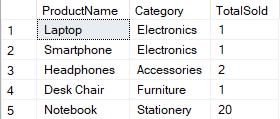 ProductName Category TotalSold
1 Laptop Electronics 1
2 Smartphone Electronics 1
3 Headphones Accessories 2
4 Desk Chair Furniture 1
5 Notebook Stationery 20